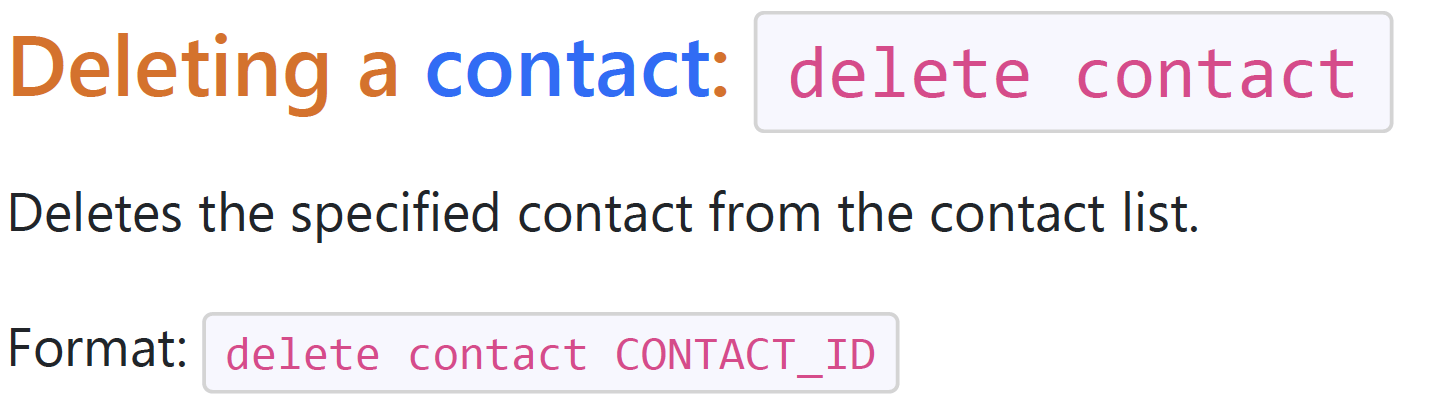 Deleting a contact: delete contact
Deletes the specified contact from the contact list.
Format: delete contact CONTACT_ID